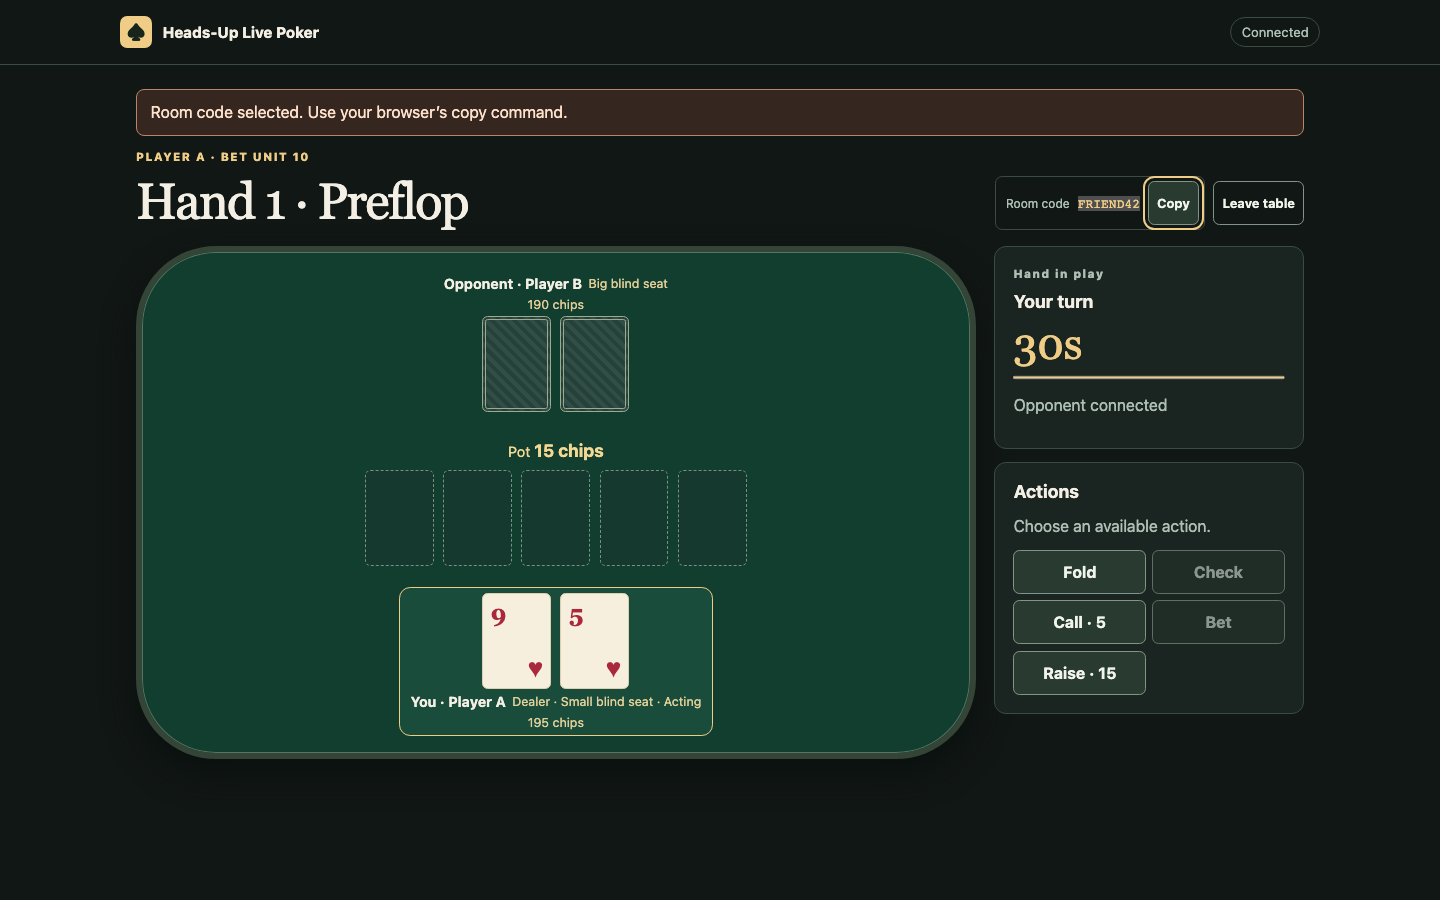 Heads-Up Live Poker
Connected
Room code selected. Use your browser’s copy command.
PLAYER A · BET UNIT 10
Hand 1 · Preflop
Room code FRIEND42 Copy
Leave table
Opponent · Player B Big blind seat
190 chips
Pot 15 chips
9 5
You · Player A Dealer · Small blind seat · Acting
195 chips
Hand in play
Your turn
30s
Opponent connected
Actions
Choose an available action.
Fold Check
Call · 5 Bet
Raise · 15